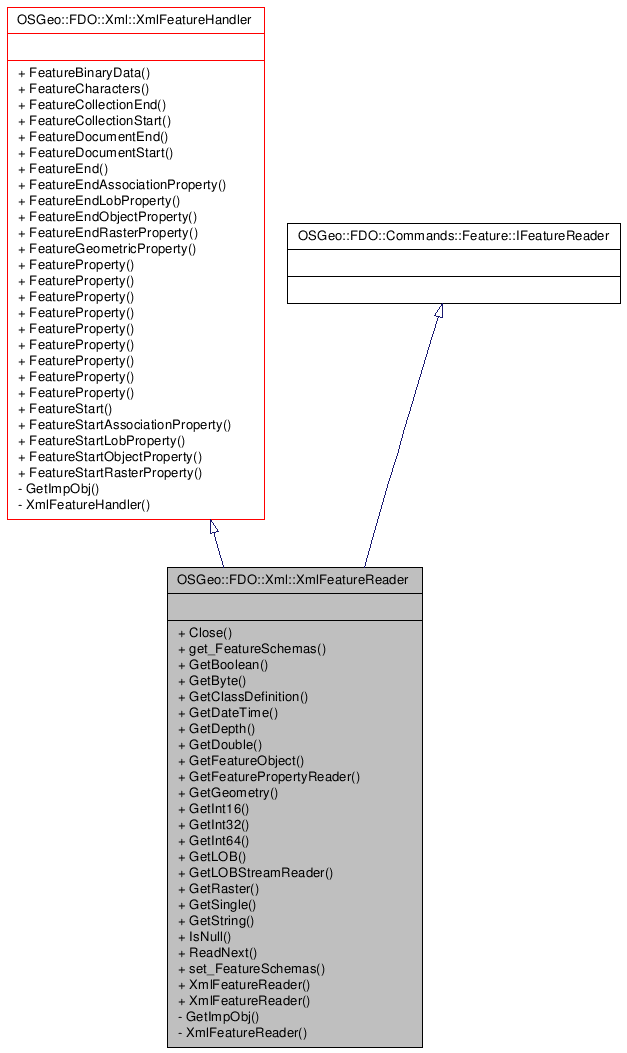 OSGeo::FDO::Xml::XmlFeatureHandler
+ FeatureBinaryData()
+ FeatureCharacters()
+ FeatureCollectionEnd()
+ FeatureCollectionStart()
+ FeatureDocumentEnd()
+ FeatureDocumentStart()
+ FeatureEnd()
+ FeatureEndAssociationProperty()
+ FeatureEndLobProperty()
+ FeatureEndObjectProperty()
+ FeatureEndRasterProperty()
+ FeatureGeometricProperty()
+ FeatureProperty()
+ FeatureProperty()
+ FeatureProperty()
+ FeatureProperty()
+ FeatureProperty()
+ FeatureProperty()
+ FeatureProperty()
+ FeatureProperty()
+ FeatureProperty()
+ FeatureStart()
+ FeatureStartAssociationProperty()
+ FeatureStartLobProperty()
+ FeatureStartObjectProperty()
+ FeatureStartRasterProperty()
- GetImpObj()
- XmlFeatureHandler()
OSGeo::FDO::Commands::Feature::IFeatureReader
OSGeo::FDO::Xml::XmlFeatureReader
+ Close()
+ get_FeatureSchemas()
+ GetBoolean()
+ GetByte()
+ GetClassDefinition()
+ GetDateTime()
+ GetDepth()
+ GetDouble()
+ GetFeatureObject()
+ GetFeaturePropertyReader()
+ GetGeometry()
+ GetInt16()
+ GetInt32()
+ GetInt64()
+ GetLOB()
+ GetLOBStreamReader()
+ GetRaster()
+ GetSingle()
+ GetString()
+ IsNull()
+ ReadNext()
+ set_FeatureSchemas()
+ XmlFeatureReader()
+ XmlFeatureReader()
- GetImpObj()
- XmlFeatureReader()